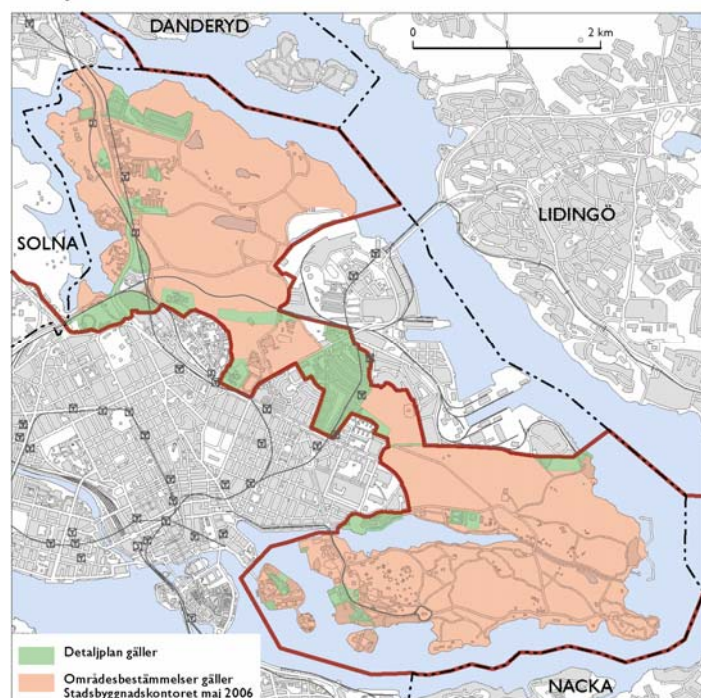 DANDERYD
0 2 km
SOLNA
LIDINGÖ
Detaljplan gäller
Områdesbestämmelser gäller
Stadsbyggnadskontoret maj 2006
NACKA